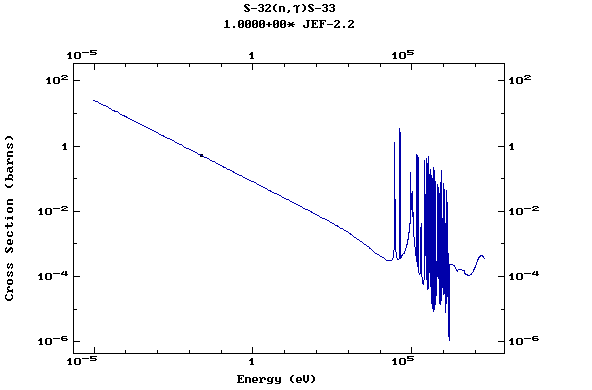 S-32(n,γ)S-33
1.0000+00* JEF-2.2
10⁻⁵ 1 10⁵
10² 10²
1 1
10⁻² 10⁻²
10⁻⁴ 10⁻⁴
10⁻⁶ 10⁻⁶
10⁻⁵ 1 10⁵
Cross Section (barns)
Energy (eV)